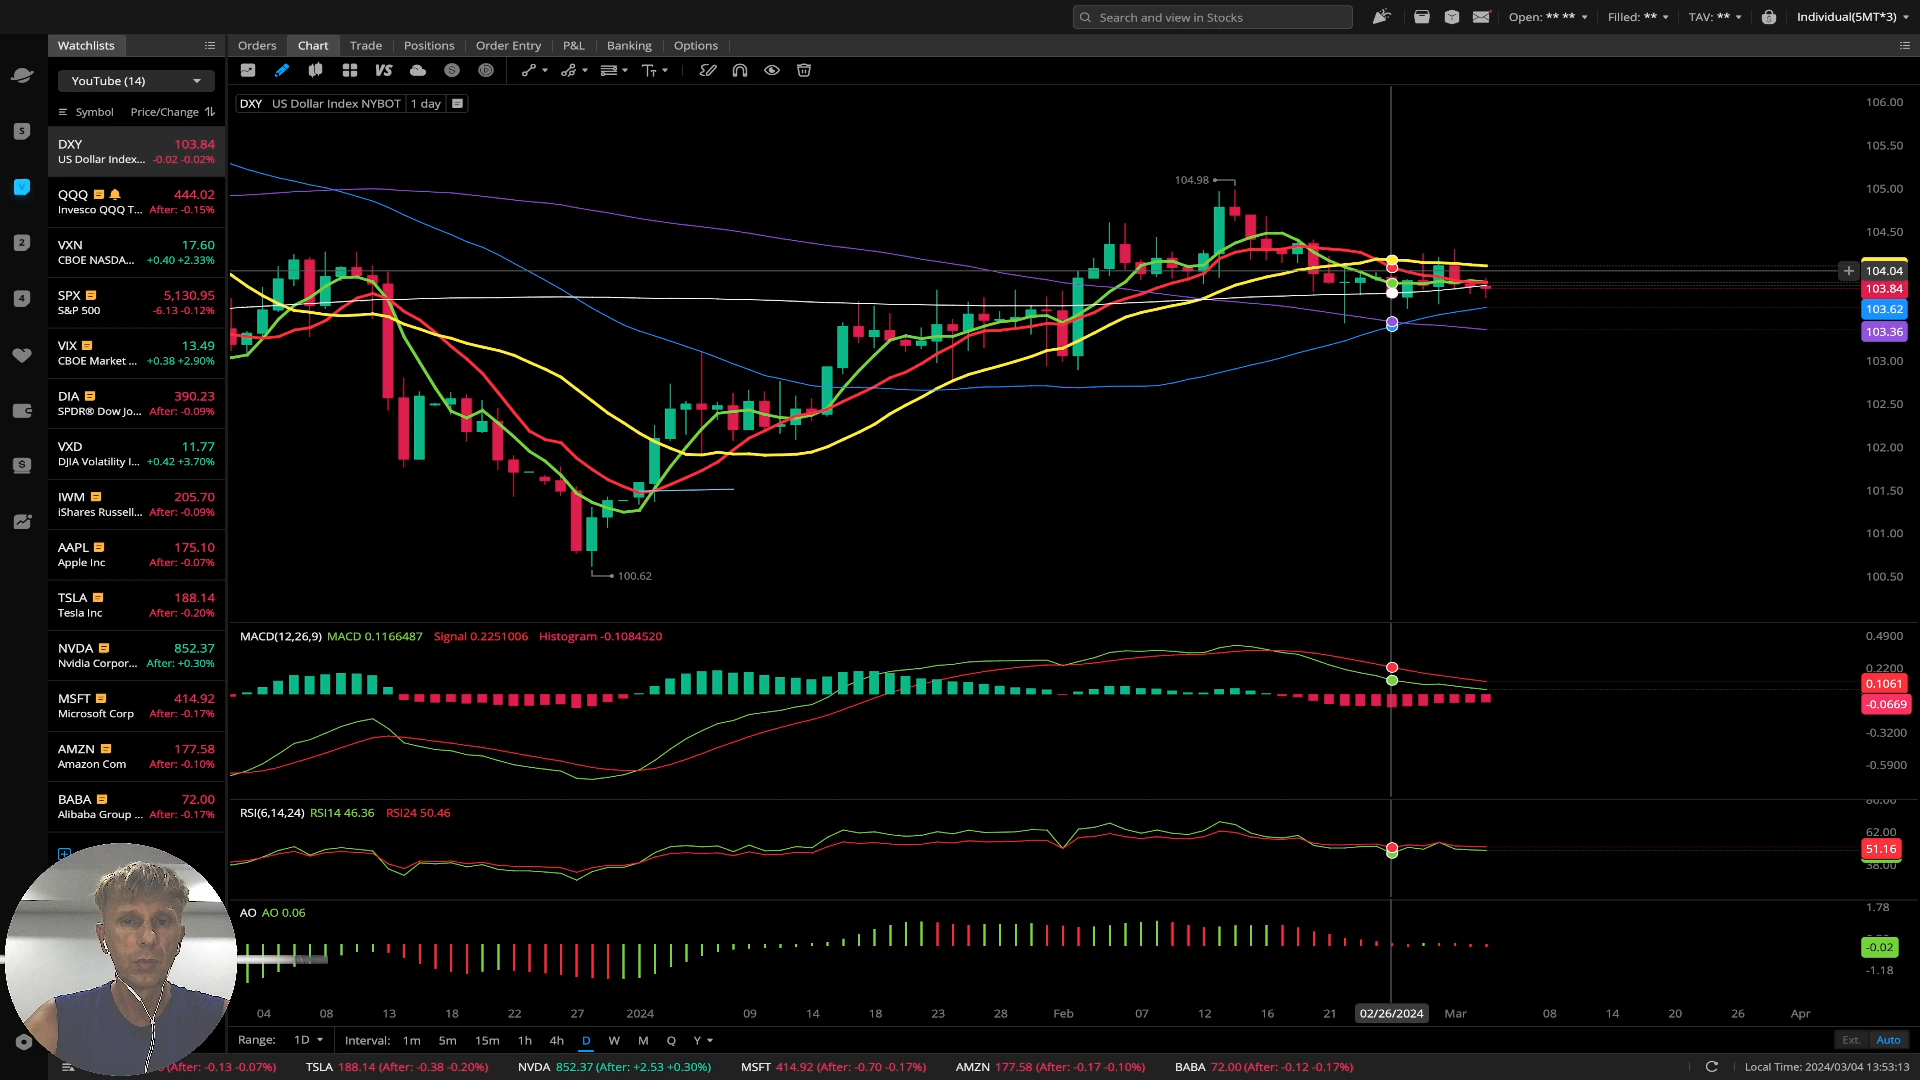 Search and view in Stocks
Open: ** **
Filled: **
TAV: **
Individual(5MT*3)
Watchlists
Orders
Chart
Trade
Positions
Order Entry
P&L
Banking
Options
YouTube (14)
VS
Symbol
Price/Change
DXY US Dollar Index NYBOT 1 day
DXY 103.84
US Dollar Index... -0.02 -0.02%
QQQ 444.02
Invesco QQQ T... After: -0.15%
VXN 17.60
CBOE NASDA... +0.40 +2.33%
SPX 5,130.95
S&P 500 -6.13 -0.12%
VIX 13.49
CBOE Market ... +0.38 +2.90%
DIA 390.23
SPDR® Dow Jo... After: -0.09%
VXD 11.77
DJIA Volatility I... +0.42 +3.70%
IWM 205.70
iShares Russell... After: -0.09%
AAPL 175.10
Apple Inc After: -0.07%
TSLA 188.14
Tesla Inc After: -0.20%
NVDA 852.37
Nvidia Corpor... After: +0.30%
MSFT 414.92
Microsoft Corp After: -0.17%
AMZN 177.58
Amazon Com After: -0.10%
BABA 72.00
Alibaba Group ... After: -0.17%
104.98
100.62
106.00
105.50
105.00
104.50
104.04
103.84
103.62
103.36
103.00
102.50
102.00
101.50
101.00
100.50
MACD(12,26,9) MACD 0.1166487 Signal 0.2251006 Histogram -0.1084520
0.4900
0.2200
0.1061
-0.0669
-0.3200
-0.5900
RSI(6,14,24) RSI14 46.36 RSI24 50.46
86.00
62.00
51.16
38.00
AO AO 0.06
1.78
-0.02
-1.18
04 08 13 18 22 27 2024 09 14 18 23 28 Feb 07 12 16 21 02/26/2024 Mar 08 14 20 26 Apr
Range: 1D Interval: 1m 5m 15m 1h 4h D W M Q Y
Ext. Auto
(After: -0.13 -0.07%) TSLA 188.14 (After: -0.38 -0.20%) NVDA 852.37 (After: +2.53 +0.30%) MSFT 414.92 (After: -0.70 -0.17%) AMZN 177.58 (After: -0.17 -0.10%) BABA 72.00 (After: -0.12 -0.17%)
Local Time: 2024/03/04 13:53:13